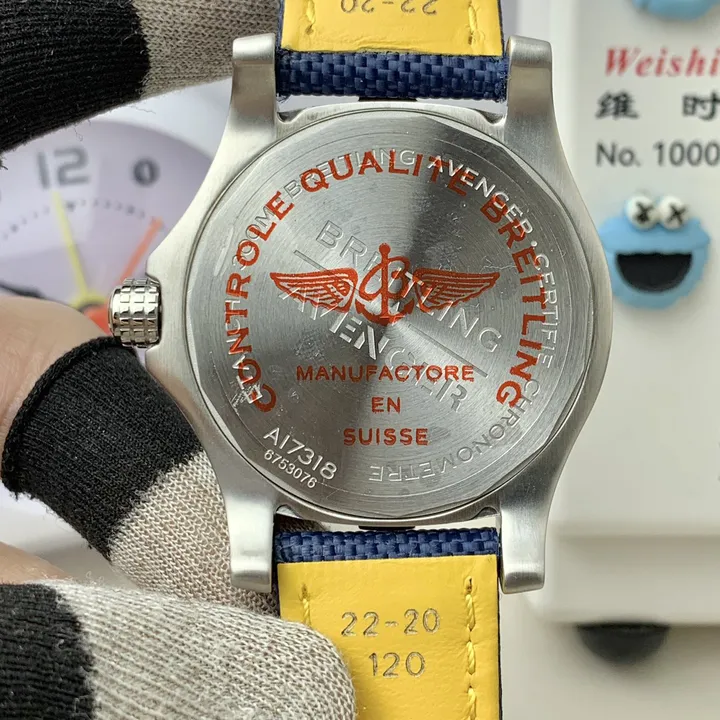 22-20
Weishi
维 时
No. 1000
12
CONTROLE QUALITE BREITLING
BREITLING AVENGER · CERTIFIE CHRONOMETRE
BREITLING
AVENGER
MANUFACTORE
EN
SUISSE
A17318
6753076
22-20
120